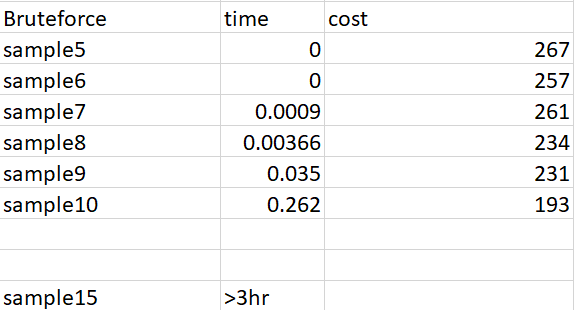 Bruteforce time cost
sample5 0 267
sample6 0 257
sample7 0.0009 261
sample8 0.00366 234
sample9 0.035 231
sample10 0.262 193
sample15 >3hr